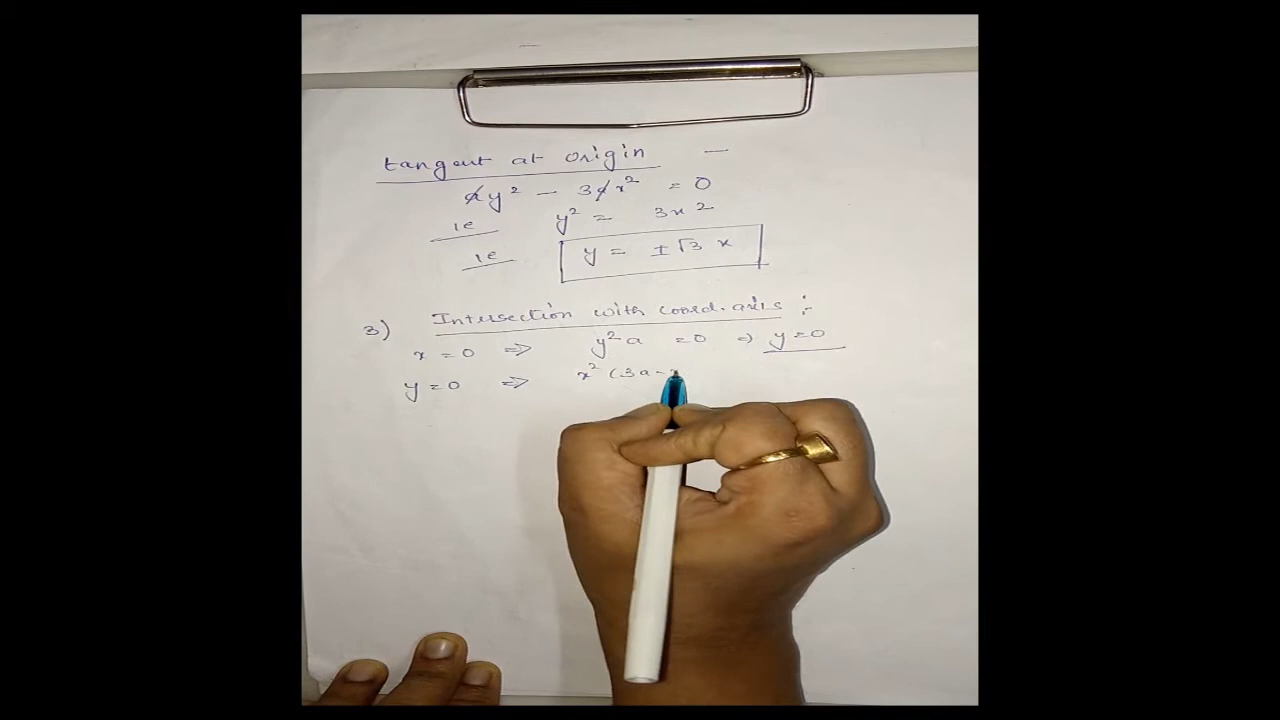 tangent at origin —
ay² - 3ax² = 0
ie y² = 3x²
ie y = ±√3 x
3) Intersection with coord. axis :-
x = 0 ⇒ y²a = 0 ⇒ y=0
y = 0 ⇒ x² (3a -